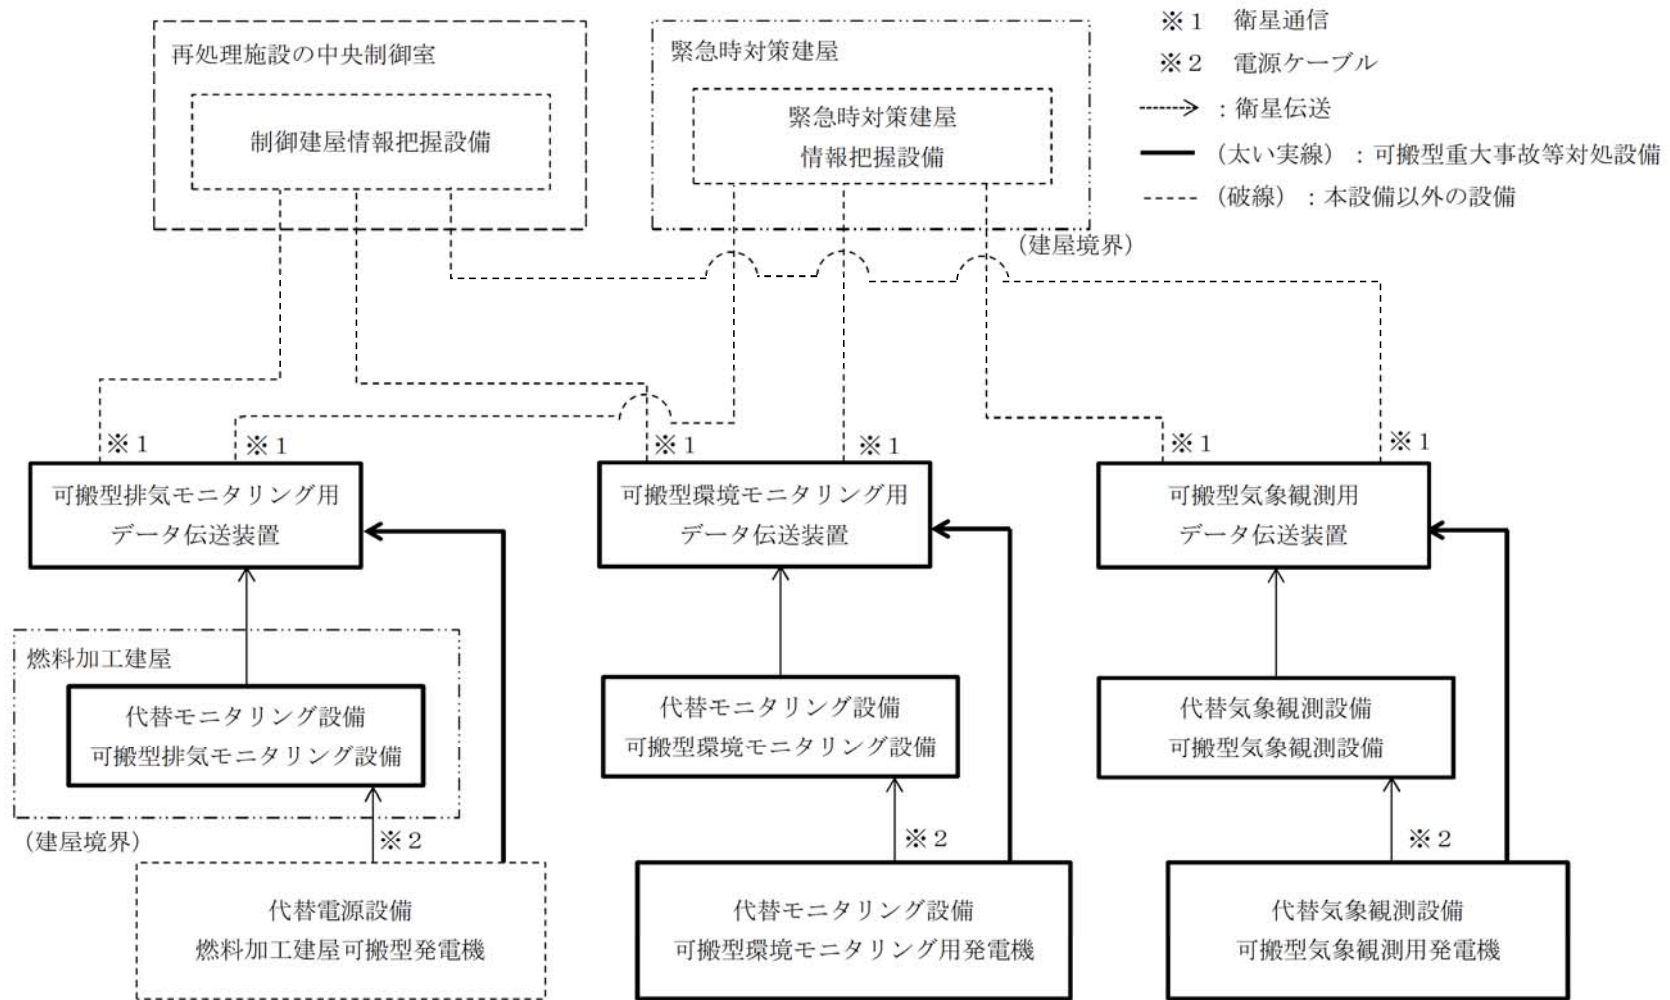 再処理施設の中央制御室
制御建屋情報把握設備
緊急時対策建屋
緊急時対策建屋
情報把握設備
(建屋境界)
※1 衛星通信
※2 電源ケーブル
：衛星伝送
(太い実線)：可搬型重大事故等対処設備
(破線)：本設備以外の設備
※1
※1
※1
※1
※1
※1
可搬型排気モニタリング用
データ伝送装置
可搬型環境モニタリング用
データ伝送装置
可搬型気象観測用
データ伝送装置
燃料加工建屋
代替モニタリング設備
可搬型排気モニタリング設備
(建屋境界)
代替モニタリング設備
可搬型環境モニタリング設備
代替気象観測設備
可搬型気象観測設備
※2
※2
※2
代替電源設備
燃料加工建屋可搬型発電機
代替モニタリング設備
可搬型環境モニタリング用発電機
代替気象観測設備
可搬型気象観測用発電機